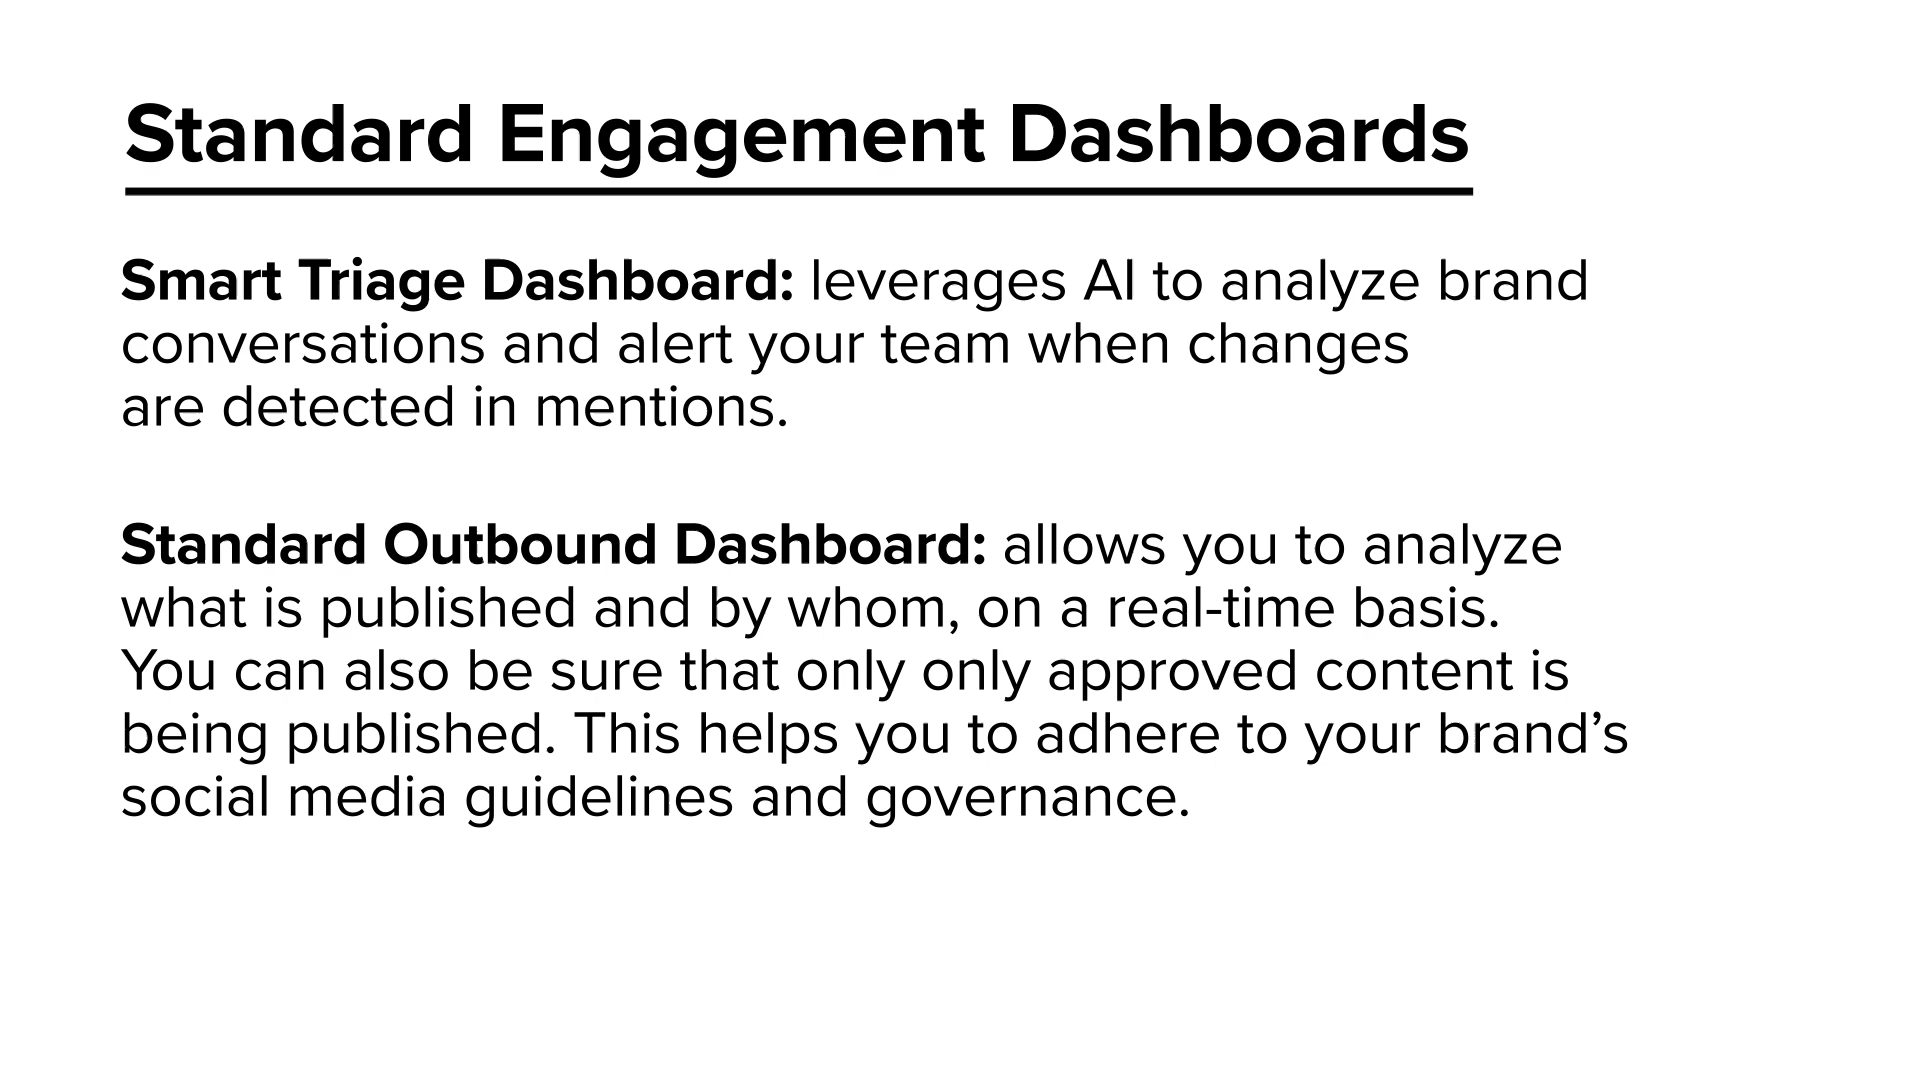 Standard Engagement Dashboards
Smart Triage Dashboard: leverages AI to analyze brand
conversations and alert your team when changes
are detected in mentions.
Standard Outbound Dashboard: allows you to analyze
what is published and by whom, on a real-time basis.
You can also be sure that only only approved content is
being published. This helps you to adhere to your brand’s
social media guidelines and governance.